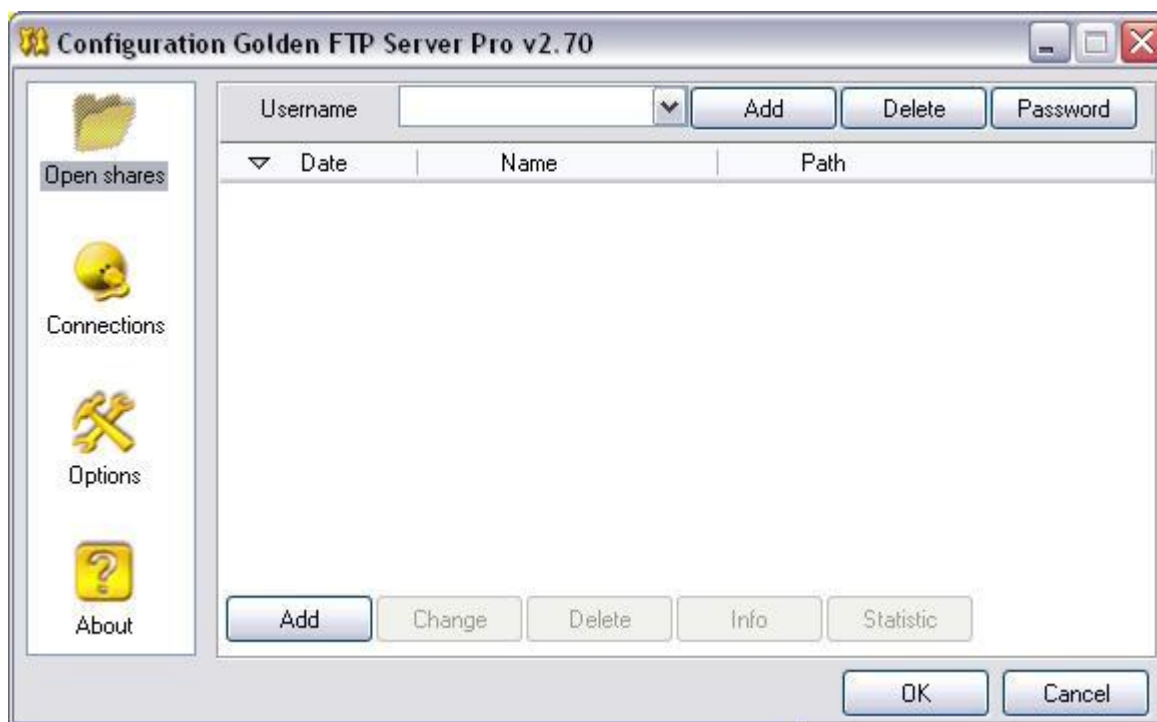 Configuration Golden FTP Server Pro v2.70
Open shares
Connections
Options
About
Username Add Delete Password
Date Name Path
Add Change Delete Info Statistic
OK Cancel